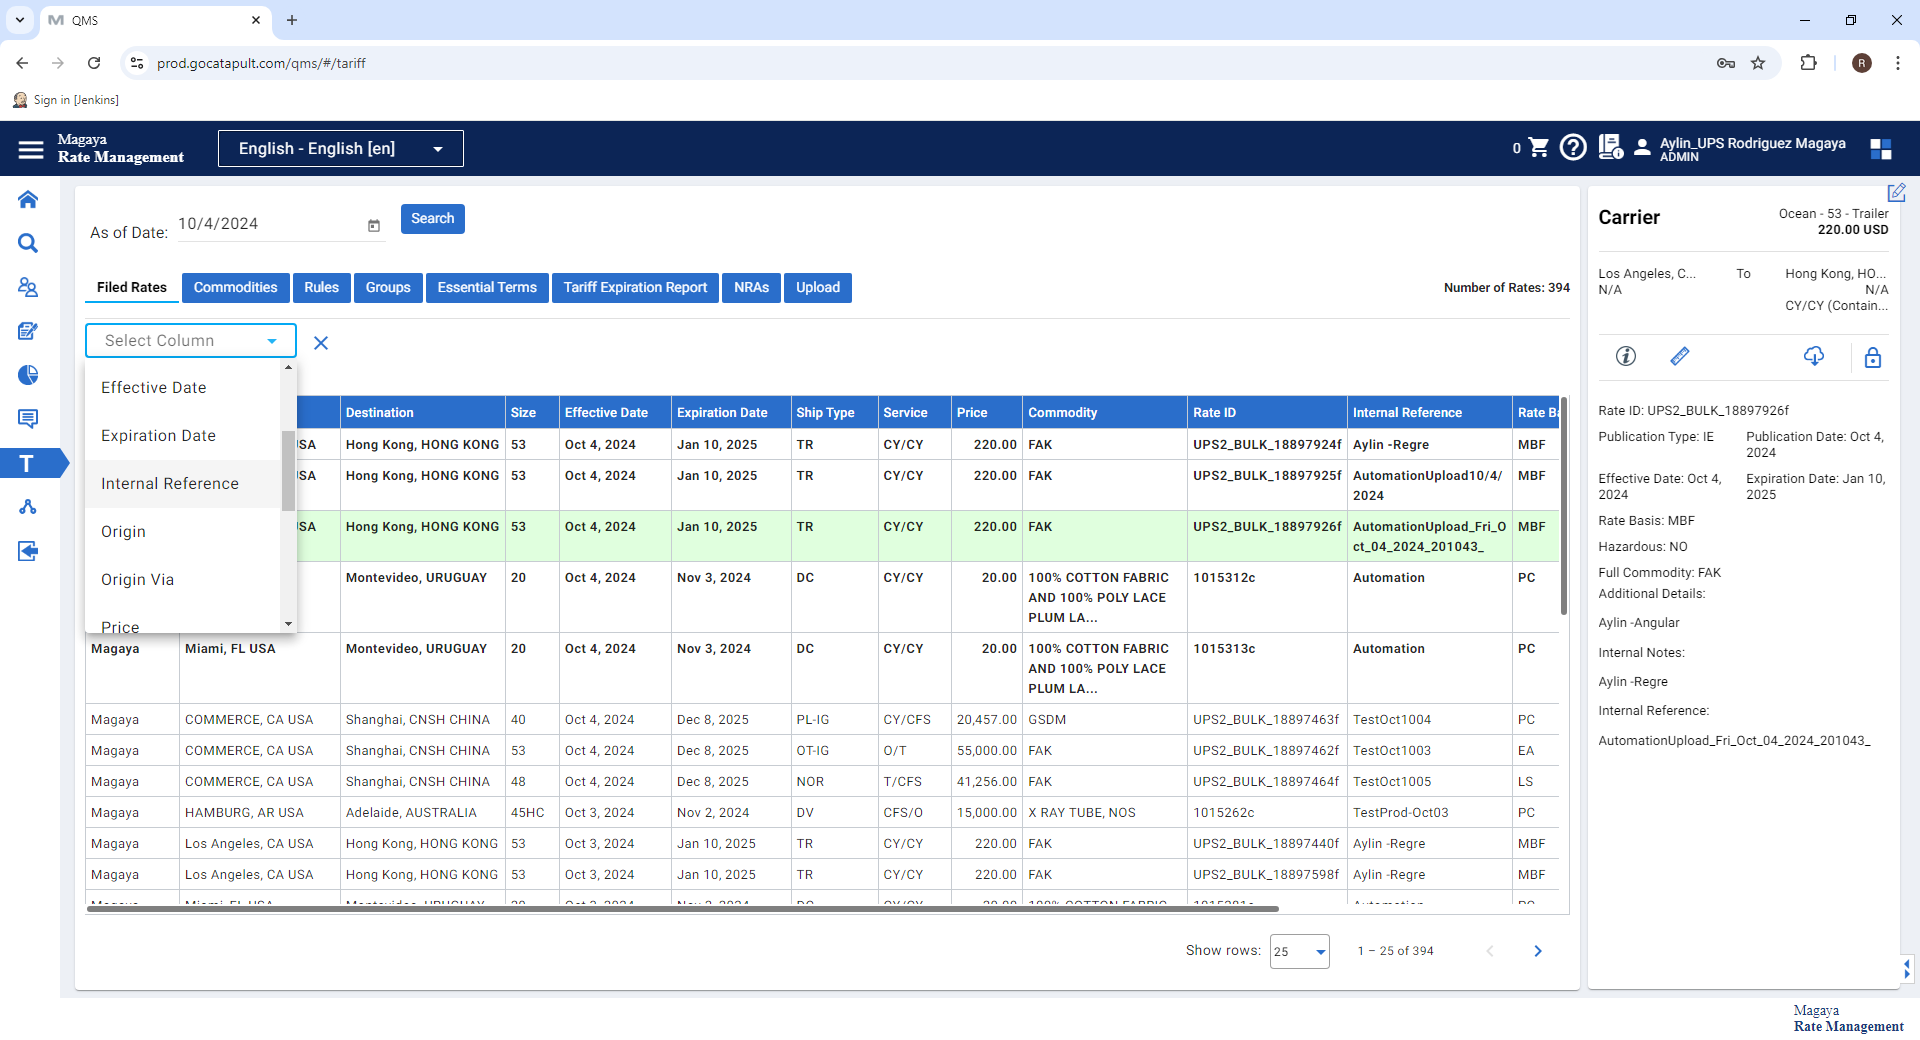 QMS
prod.gocatapult.com/qms/#/tariff
R
Sign in [Jenkins]
Magaya
Rate Management
English - English [en]
0
Aylin_UPS Rodriguez Magaya
ADMIN
As of Date:
10/4/2024
Search
Filed Rates
Commodities
Rules
Groups
Essential Terms
Tariff Expiration Report
NRAs
Upload
Number of Rates: 394
Select Column
Effective Date
Expiration Date
Internal Reference
Origin
Origin Via
Price
T
Destination Size Effective Date Expiration Date Ship Type Service Price Commodity Rate ID Internal Reference Rate Ba
USA Hong Kong, HONG KONG 53 Oct 4, 2024 Jan 10, 2025 TR CY/CY 220.00 FAK UPS2_BULK_18897924f Aylin -Regre MBF
USA Hong Kong, HONG KONG 53 Oct 4, 2024 Jan 10, 2025 TR CY/CY 220.00 FAK UPS2_BULK_18897925f AutomationUpload10/4/ MBF
2024
USA Hong Kong, HONG KONG 53 Oct 4, 2024 Jan 10, 2025 TR CY/CY 220.00 FAK UPS2_BULK_18897926f AutomationUpload_Fri_O MBF
ct_04_2024_201043_
Montevideo, URUGUAY 20 Oct 4, 2024 Nov 3, 2024 DC CY/CY 20.00 100% COTTON FABRIC 1015312c Automation PC
AND 100% POLY LACE
PLUM LA...
Magaya Miami, FL USA Montevideo, URUGUAY 20 Oct 4, 2024 Nov 3, 2024 DC CY/CY 20.00 100% COTTON FABRIC 1015313c Automation PC
AND 100% POLY LACE
PLUM LA...
Magaya COMMERCE, CA USA Shanghai, CNSH CHINA 40 Oct 4, 2024 Dec 8, 2025 PL-IG CY/CFS 20,457.00 GSDM UPS2_BULK_18897463f TestOct1004 PC
Magaya COMMERCE, CA USA Shanghai, CNSH CHINA 53 Oct 4, 2024 Dec 8, 2025 OT-IG O/T 55,000.00 FAK UPS2_BULK_18897462f TestOct1003 EA
Magaya COMMERCE, CA USA Shanghai, CNSH CHINA 48 Oct 4, 2024 Dec 8, 2025 NOR T/CFS 41,256.00 FAK UPS2_BULK_18897464f TestOct1005 LS
Magaya HAMBURG, AR USA Adelaide, AUSTRALIA 45HC Oct 3, 2024 Nov 2, 2024 DV CFS/O 15,000.00 X RAY TUBE, NOS 1015262c TestProd-Oct03 PC
Magaya Los Angeles, CA USA Hong Kong, HONG KONG 53 Oct 3, 2024 Jan 10, 2025 TR CY/CY 220.00 FAK UPS2_BULK_18897440f Aylin -Regre MBF
Magaya Los Angeles, CA USA Hong Kong, HONG KONG 53 Oct 3, 2024 Jan 10, 2025 TR CY/CY 220.00 FAK UPS2_BULK_18897598f Aylin -Regre MBF
Show rows: 25 1 – 25 of 394
Carrier
Ocean - 53 - Trailer
220.00 USD
Los Angeles, C... To Hong Kong, HO...
N/A N/A
CY/CY (Contain...
Rate ID: UPS2_BULK_18897926f
Publication Type: IE
Publication Date: Oct 4,
2024
Effective Date: Oct 4,
2024
Expiration Date: Jan 10,
2025
Rate Basis: MBF
Hazardous: NO
Full Commodity: FAK
Additional Details:
Aylin -Angular
Internal Notes:
Aylin -Regre
Internal Reference:
AutomationUpload_Fri_Oct_04_2024_201043_
Magaya
Rate Management